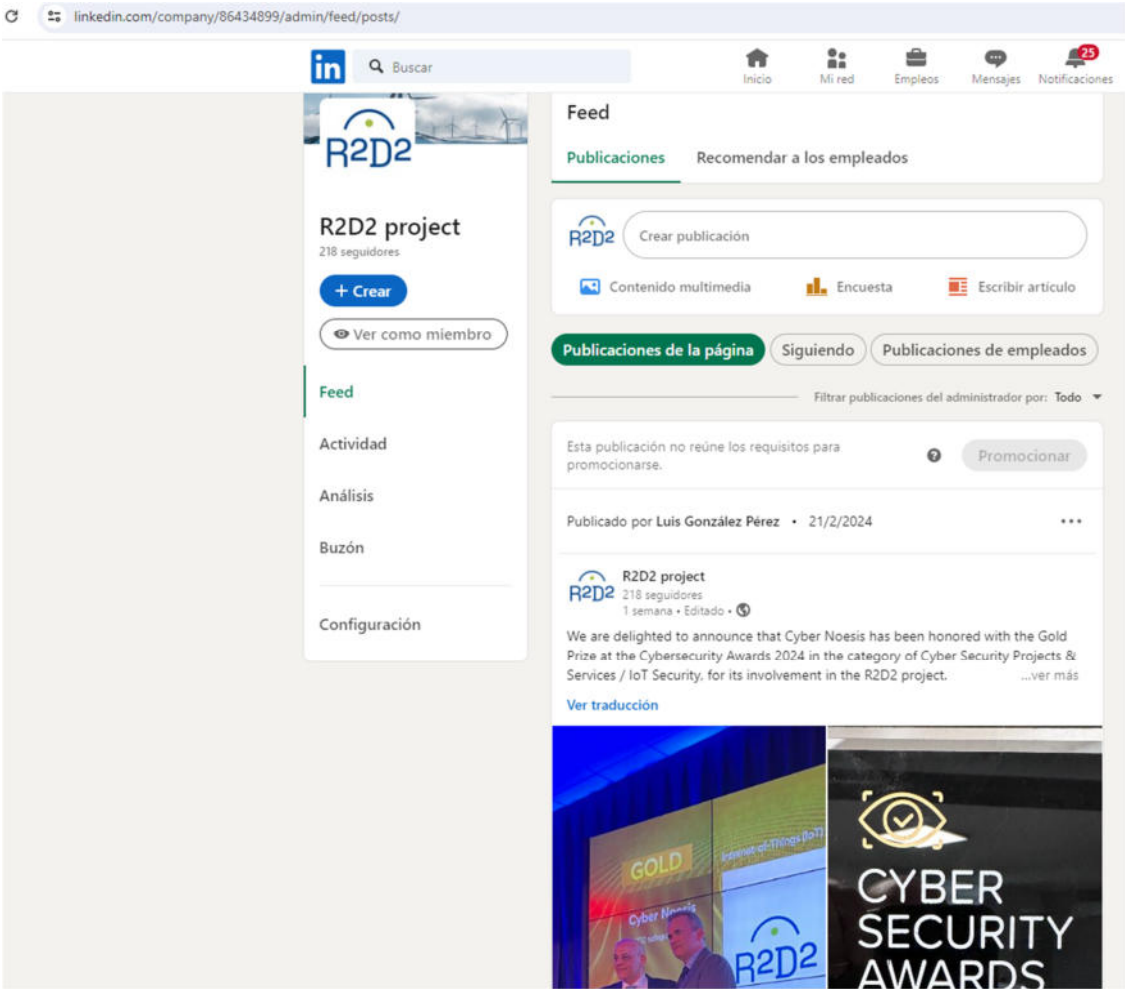 linkedin.com/company/86434899/admin/feed/posts/
in
Buscar
Inicio
Mi red
Empleos
Mensajes
25
Notificaciones
R2D2
R2D2 project
218 seguidores
+ Crear
Ver como miembro
Feed
Actividad
Análisis
Buzón
Configuración
Feed
Publicaciones
Recomendar a los empleados
R2D2
Crear publicación
Contenido multimedia
Encuesta
Escribir artículo
Publicaciones de la página
Siguiendo
Publicaciones de empleados
Filtrar publicaciones del administrador por: Todo
Esta publicación no reúne los requisitos para
promocionarse.
Promocionar
Publicado por Luis González Pérez • 21/2/2024
R2D2
R2D2 project
218 seguidores
1 semana • Editado •
We are delighted to announce that Cyber Noesis has been honored with the Gold
Prize at the Cybersecurity Awards 2024 in the category of Cyber Security Projects &
Services / IoT Security, for its involvement in the R2D2 project.
...ver más
Ver traducción
GOLD
Internet-of-Things (IoT)
Cyber Noesis
R2D2
CYBER
SECURITY
AWARDS